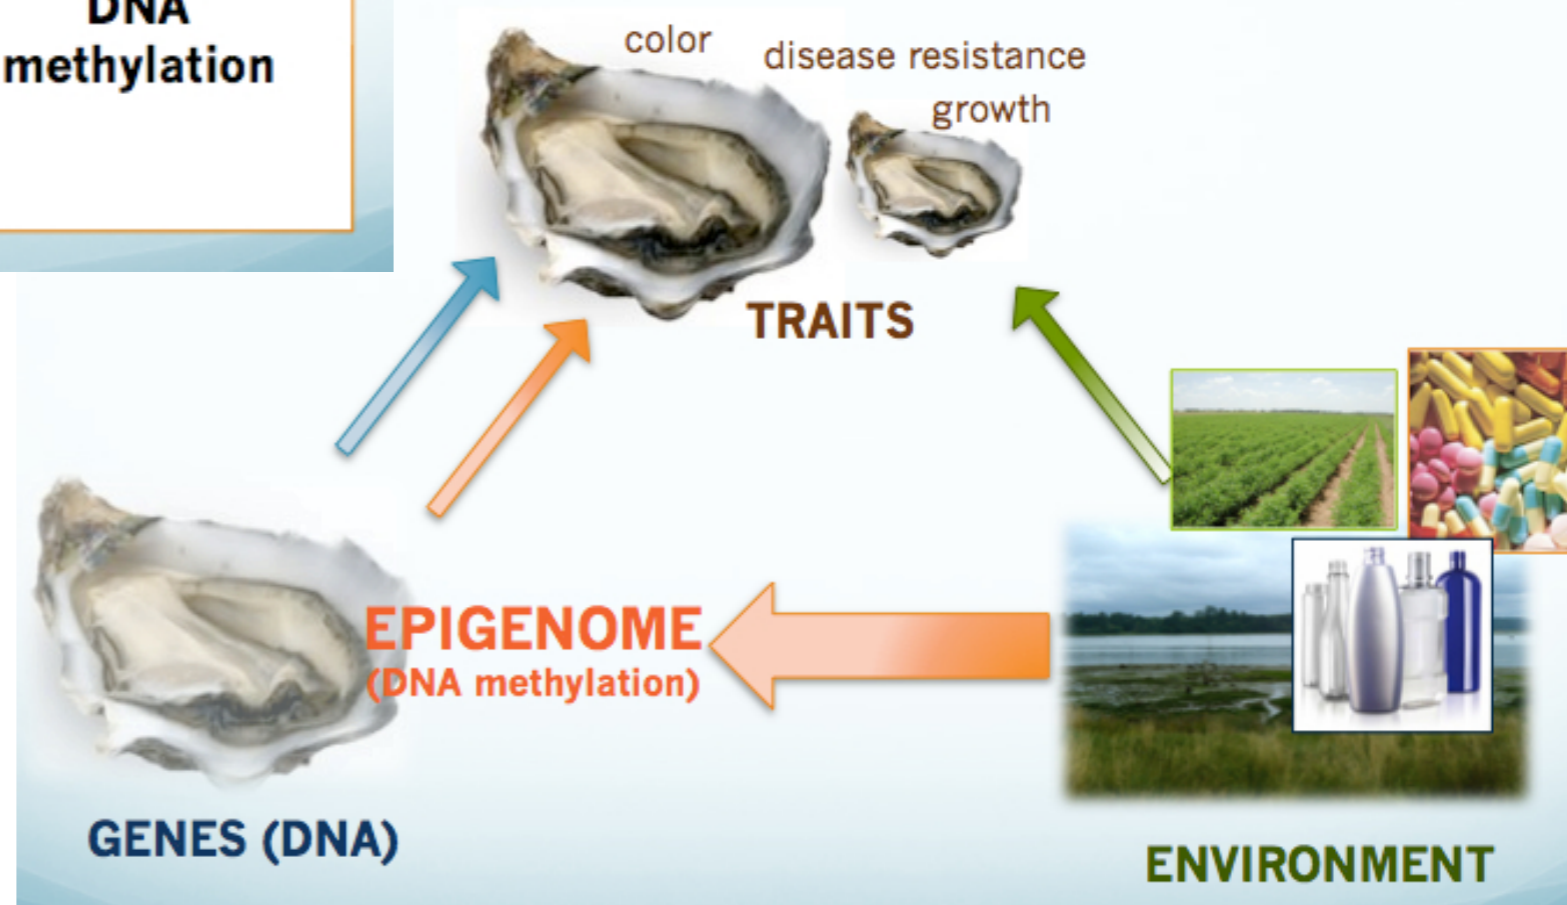 DNA
methylation
color
disease resistance
growth
TRAITS
EPIGENOME
(DNA methylation)
GENES (DNA)
ENVIRONMENT